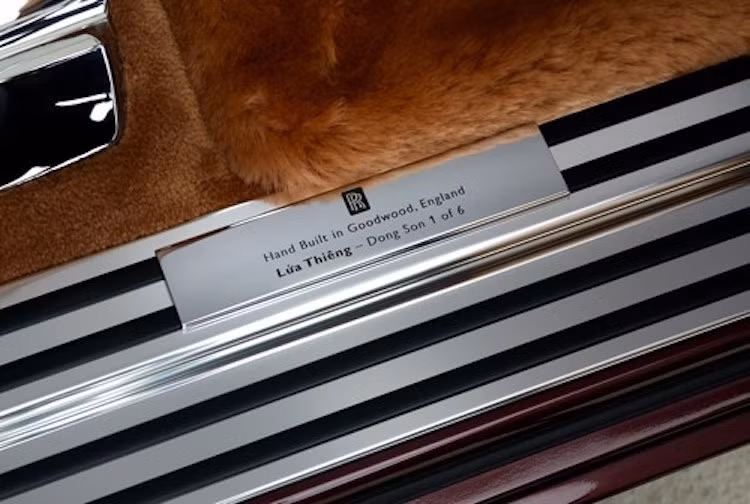 RR
Hand Built in Goodwood, England
Lửa Thiêng – Dong Son 1 of 6